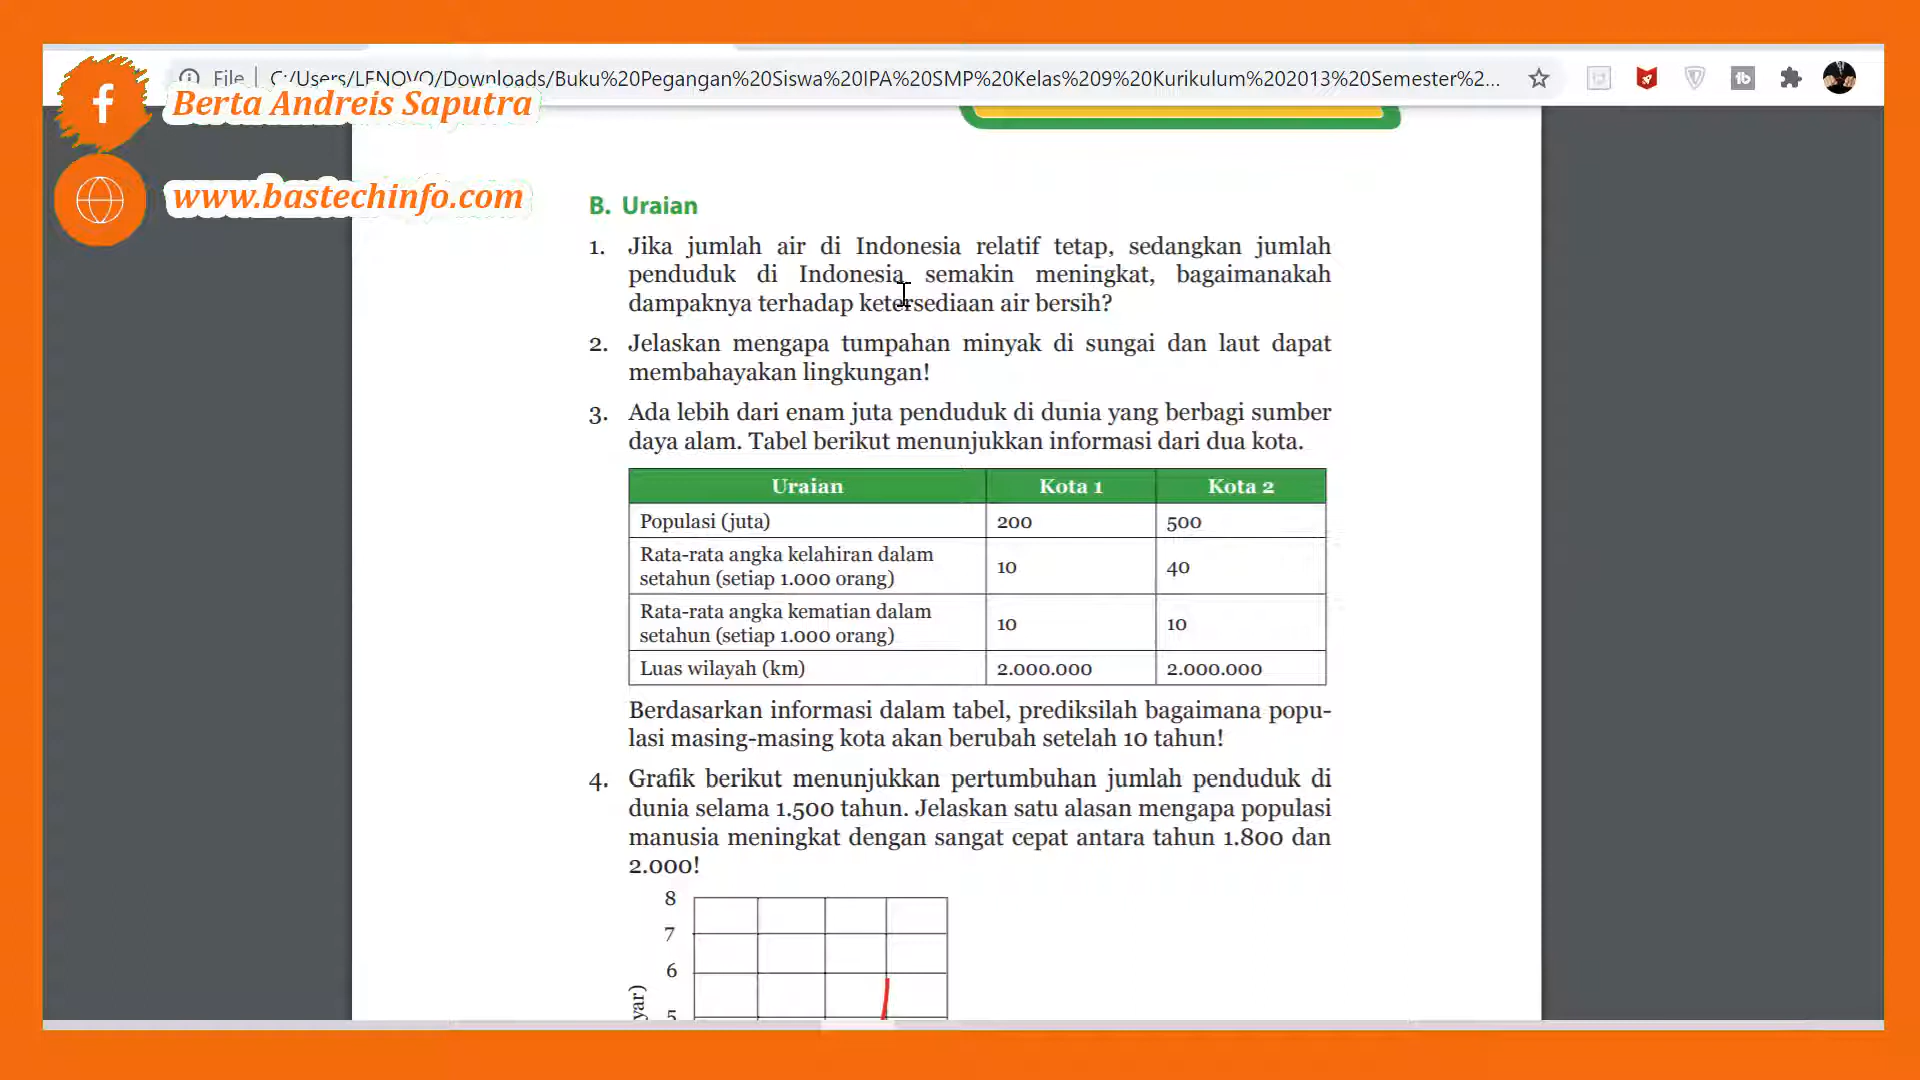 File
C:/Users/LENOVO/Downloads/Buku%20Pegangan%20Siswa%20IPA%20SMP%20Kelas%209%20Kurikulum%202013%20Semester%2...
Berta Andreis Saputra
www.bastechinfo.com
B. Uraian
1. Jika jumlah air di Indonesia relatif tetap, sedangkan jumlah
penduduk di Indonesia semakin meningkat, bagaimanakah
dampaknya terhadap ketersediaan air bersih?
2. Jelaskan mengapa tumpahan minyak di sungai dan laut dapat
membahayakan lingkungan!
3. Ada lebih dari enam juta penduduk di dunia yang berbagi sumber
daya alam. Tabel berikut menunjukkan informasi dari dua kota.
Uraian Kota 1 Kota 2
Populasi (juta) 200 500
Rata-rata angka kelahiran dalam
setahun (setiap 1.000 orang) 10 40
Rata-rata angka kematian dalam
setahun (setiap 1.000 orang) 10 10
Luas wilayah (km) 2.000.000 2.000.000
Berdasarkan informasi dalam tabel, prediksilah bagaimana popu-
lasi masing-masing kota akan berubah setelah 10 tahun!
4. Grafik berikut menunjukkan pertumbuhan jumlah penduduk di
dunia selama 1.500 tahun. Jelaskan satu alasan mengapa populasi
manusia meningkat dengan sangat cepat antara tahun 1.800 dan
2.000!
8
7
6
5
yar)